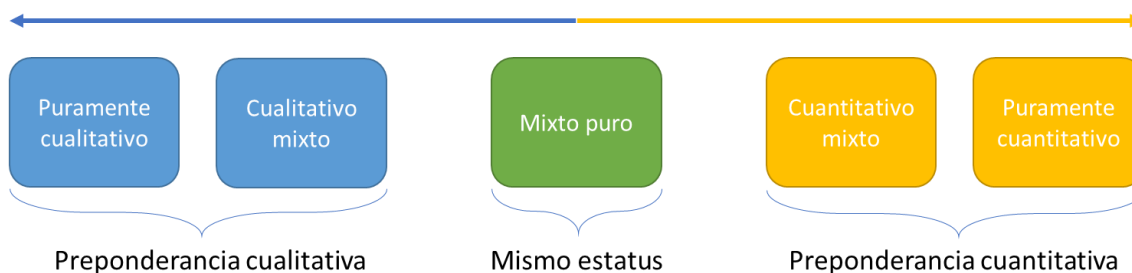 Puramente
cualitativo
Cualitativo
mixto
Mixto puro
Cuantitativo
mixto
Puramente
cuantitativo
Preponderancia cualitativa
Mismo estatus
Preponderancia cuantitativa